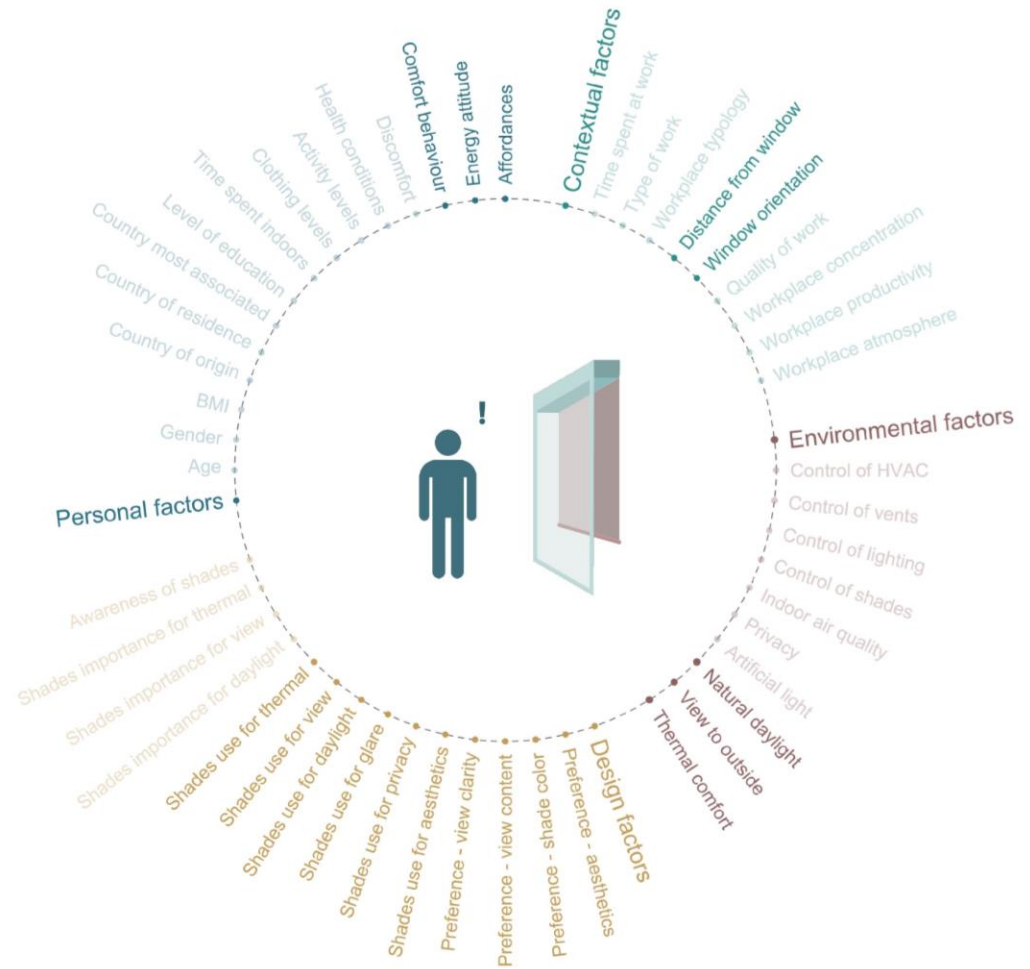 Contextual factors
Time spent at work
Type of work
Workplace typology
Distance from window
Window orientation
Quality of work
Workplace concentration
Workplace productivity
Workplace atmosphere
Environmental factors
Control of HVAC
Control of vents
Control of lighting
Control of shades
Indoor air quality
Privacy
Artificial light
Natural daylight
View to outside
Thermal comfort
Design factors
Preference - aesthetics
Preference - shade color
Preference - view content
Preference - view clarity
Shades use for aesthetics
Shades use for privacy
Shades use for glare
Shades use for daylight
Shades use for view
Shades use for thermal
Shades importance for daylight
Shades importance for view
Shades importance for thermal
Awareness of shades
Personal factors
Age
Gender
BMI
Country of origin
Country of residence
Country most associated
Level of education
Time spent indoors
Clothing levels
Activity levels
Health conditions
Discomfort
Comfort behaviour
Energy attitude
Affordances
!